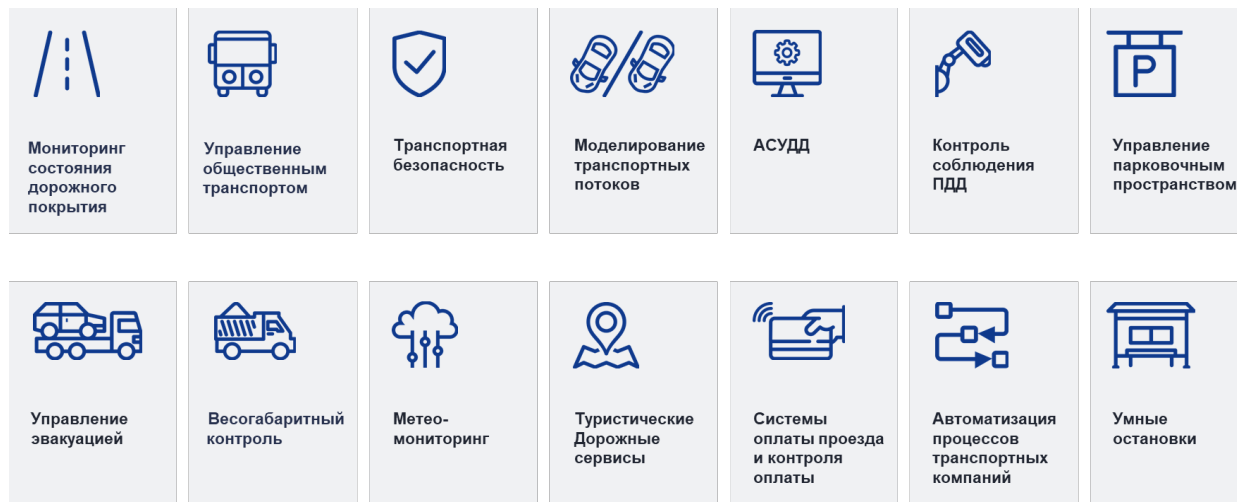 Мониторинг
состояния
дорожного
покрытия
Управление
общественным
транспортом
Транспортная
безопасность
Моделирование
транспортных
потоков
АСУДД
Контроль
соблюдения
ПДД
P
Управление
парковочным
пространством
Управление
эвакуацией
Весогабаритный
контроль
Метео-
мониторинг
Туристические
Дорожные
сервисы
Системы
оплаты проезда
и контроля
оплаты
Автоматизация
процессов
транспортных
компаний
Умные
остановки